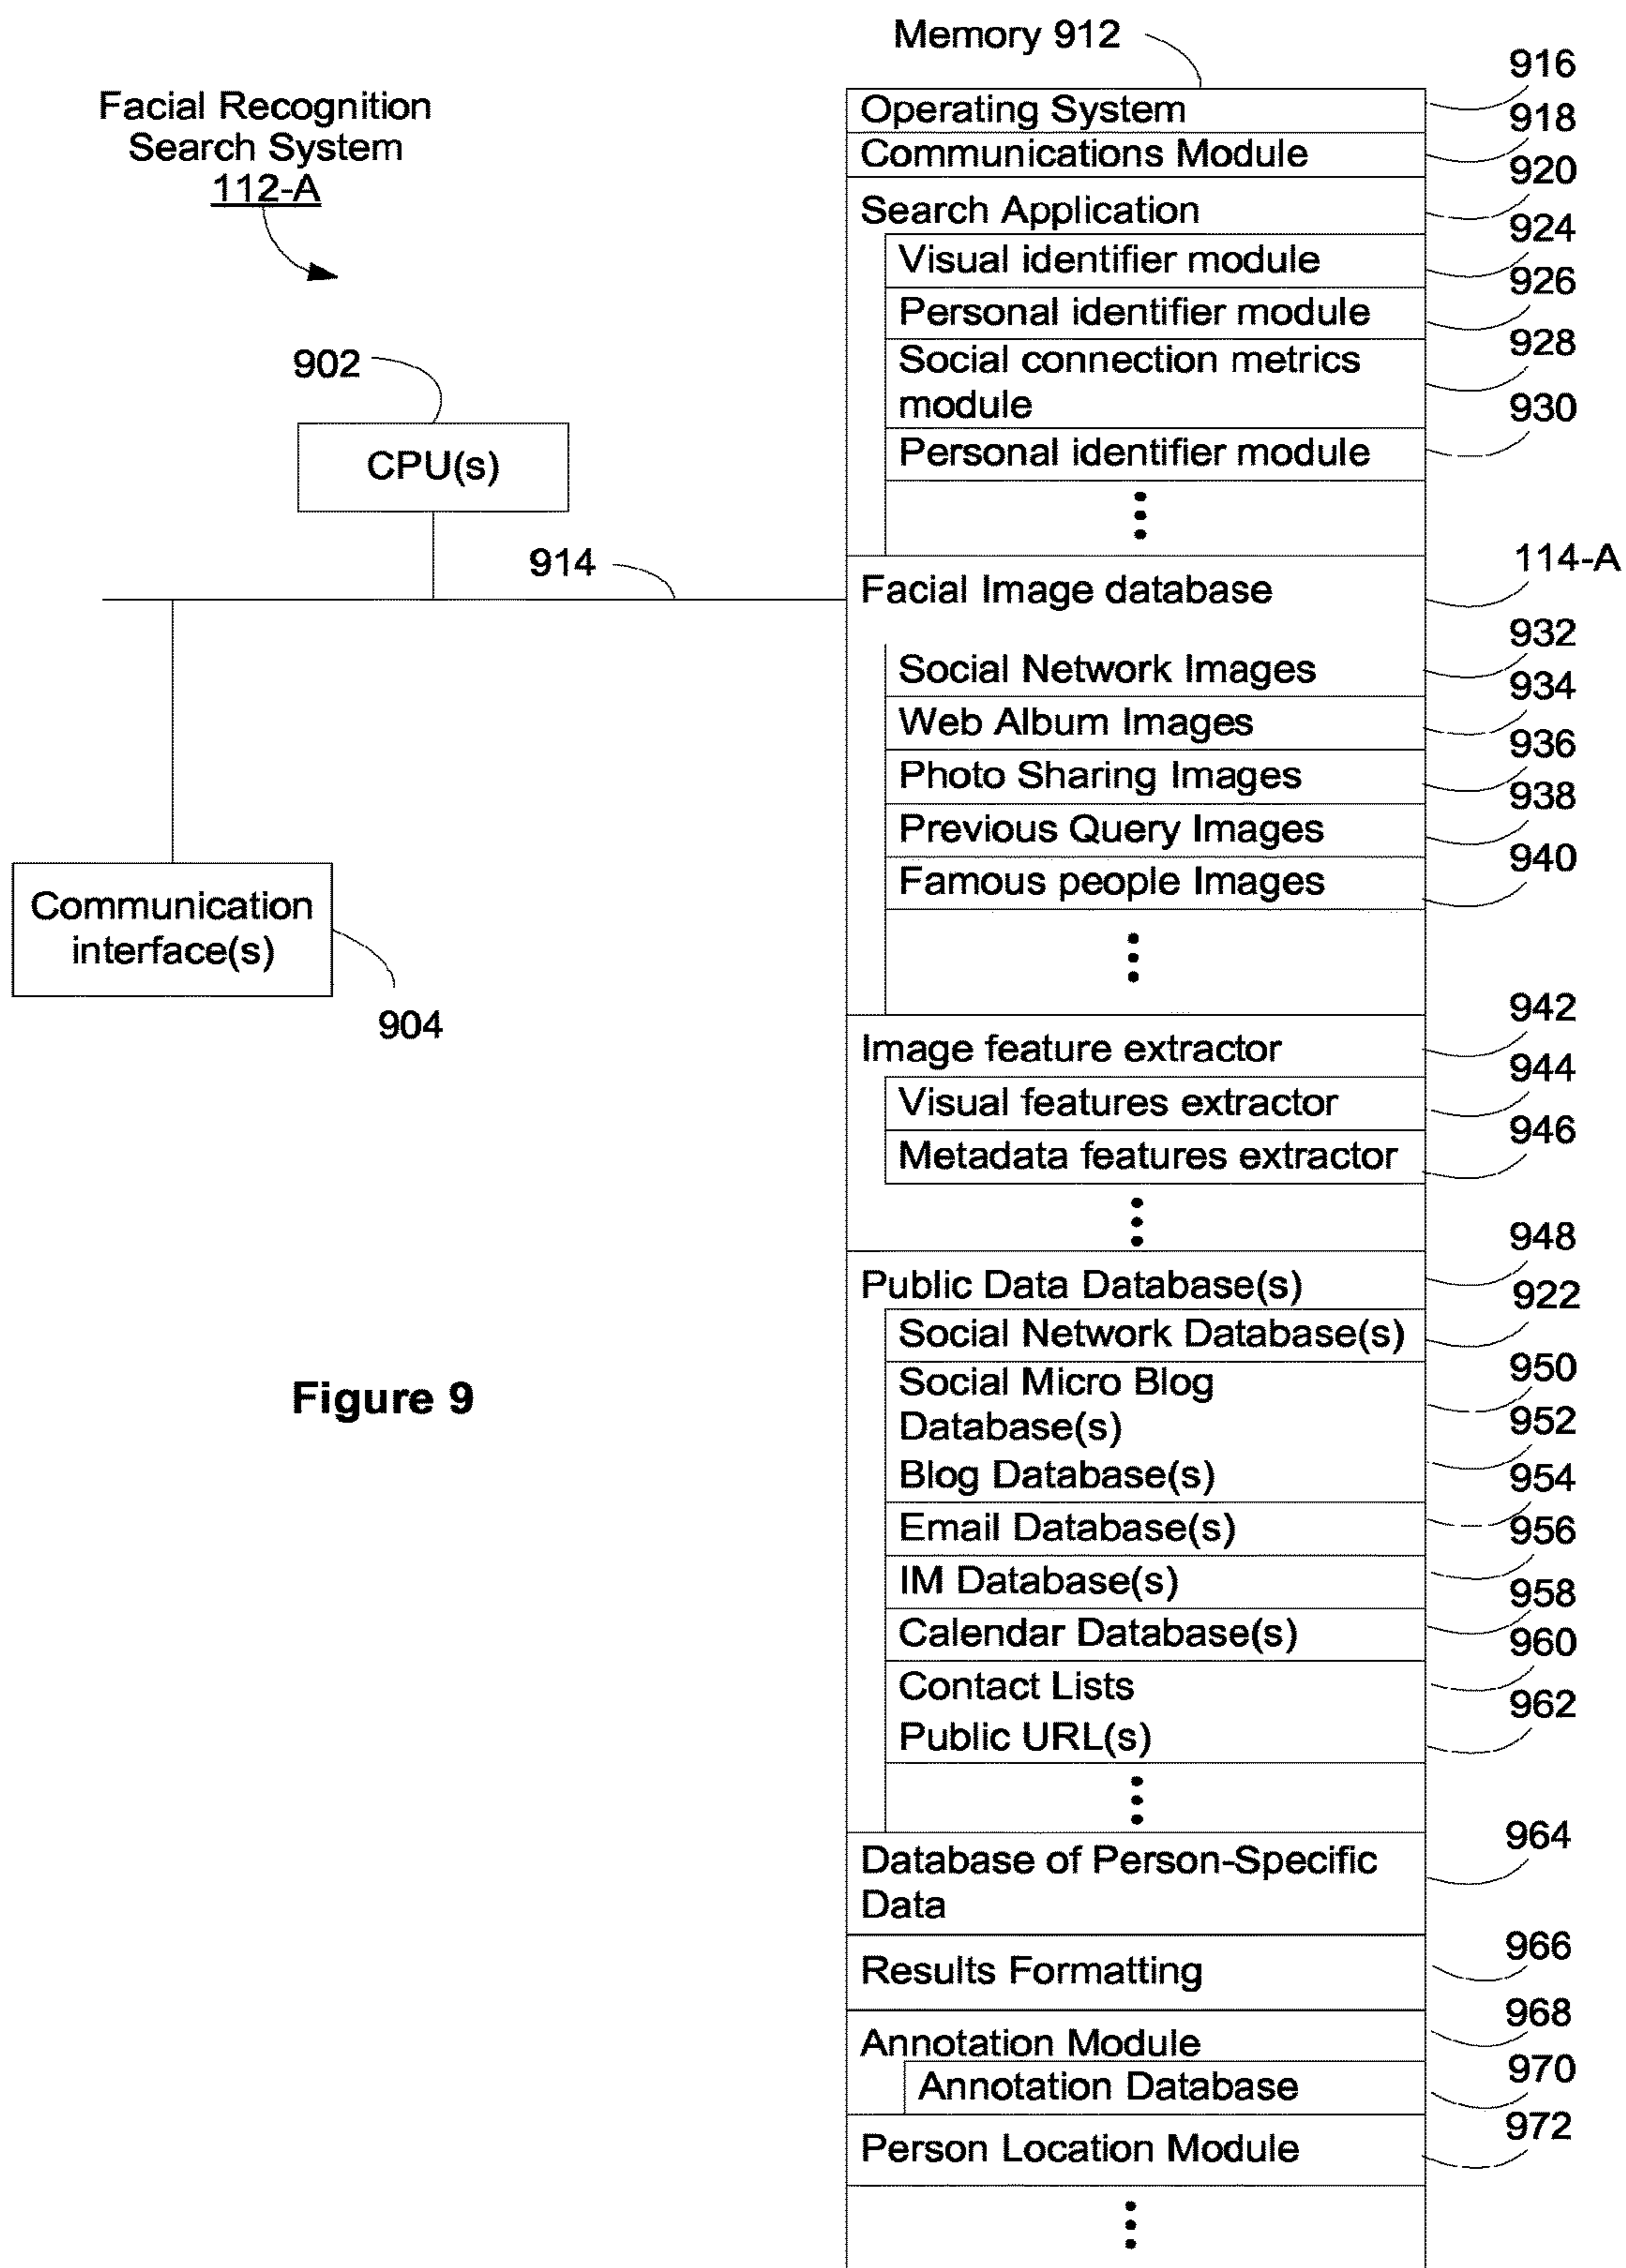 Memory 912
Facial Recognition
Search System
112-A
902
CPU(s)
914
Communication
interface(s)
904
Figure 9
Operating System 916
Communications Module 918
Search Application 920
Visual identifier module 924
Personal identifier module 926
Social connection metrics 928
module
Personal identifier module 930
Facial Image database 114-A
Social Network Images 932
Web Album Images 934
Photo Sharing Images 936
Previous Query Images 938
Famous people Images 940
Image feature extractor 942
Visual features extractor 944
Metadata features extractor 946
Public Data Database(s) 948
Social Network Database(s) 922
Social Micro Blog 950
Database(s)
Blog Database(s) 952
Email Database(s) 954
IM Database(s) 956
Calendar Database(s) 958
Contact Lists 960
Public URL(s) 962
Database of Person-Specific 964
Data
Results Formatting 966
Annotation Module 968
Annotation Database 970
Person Location Module 972